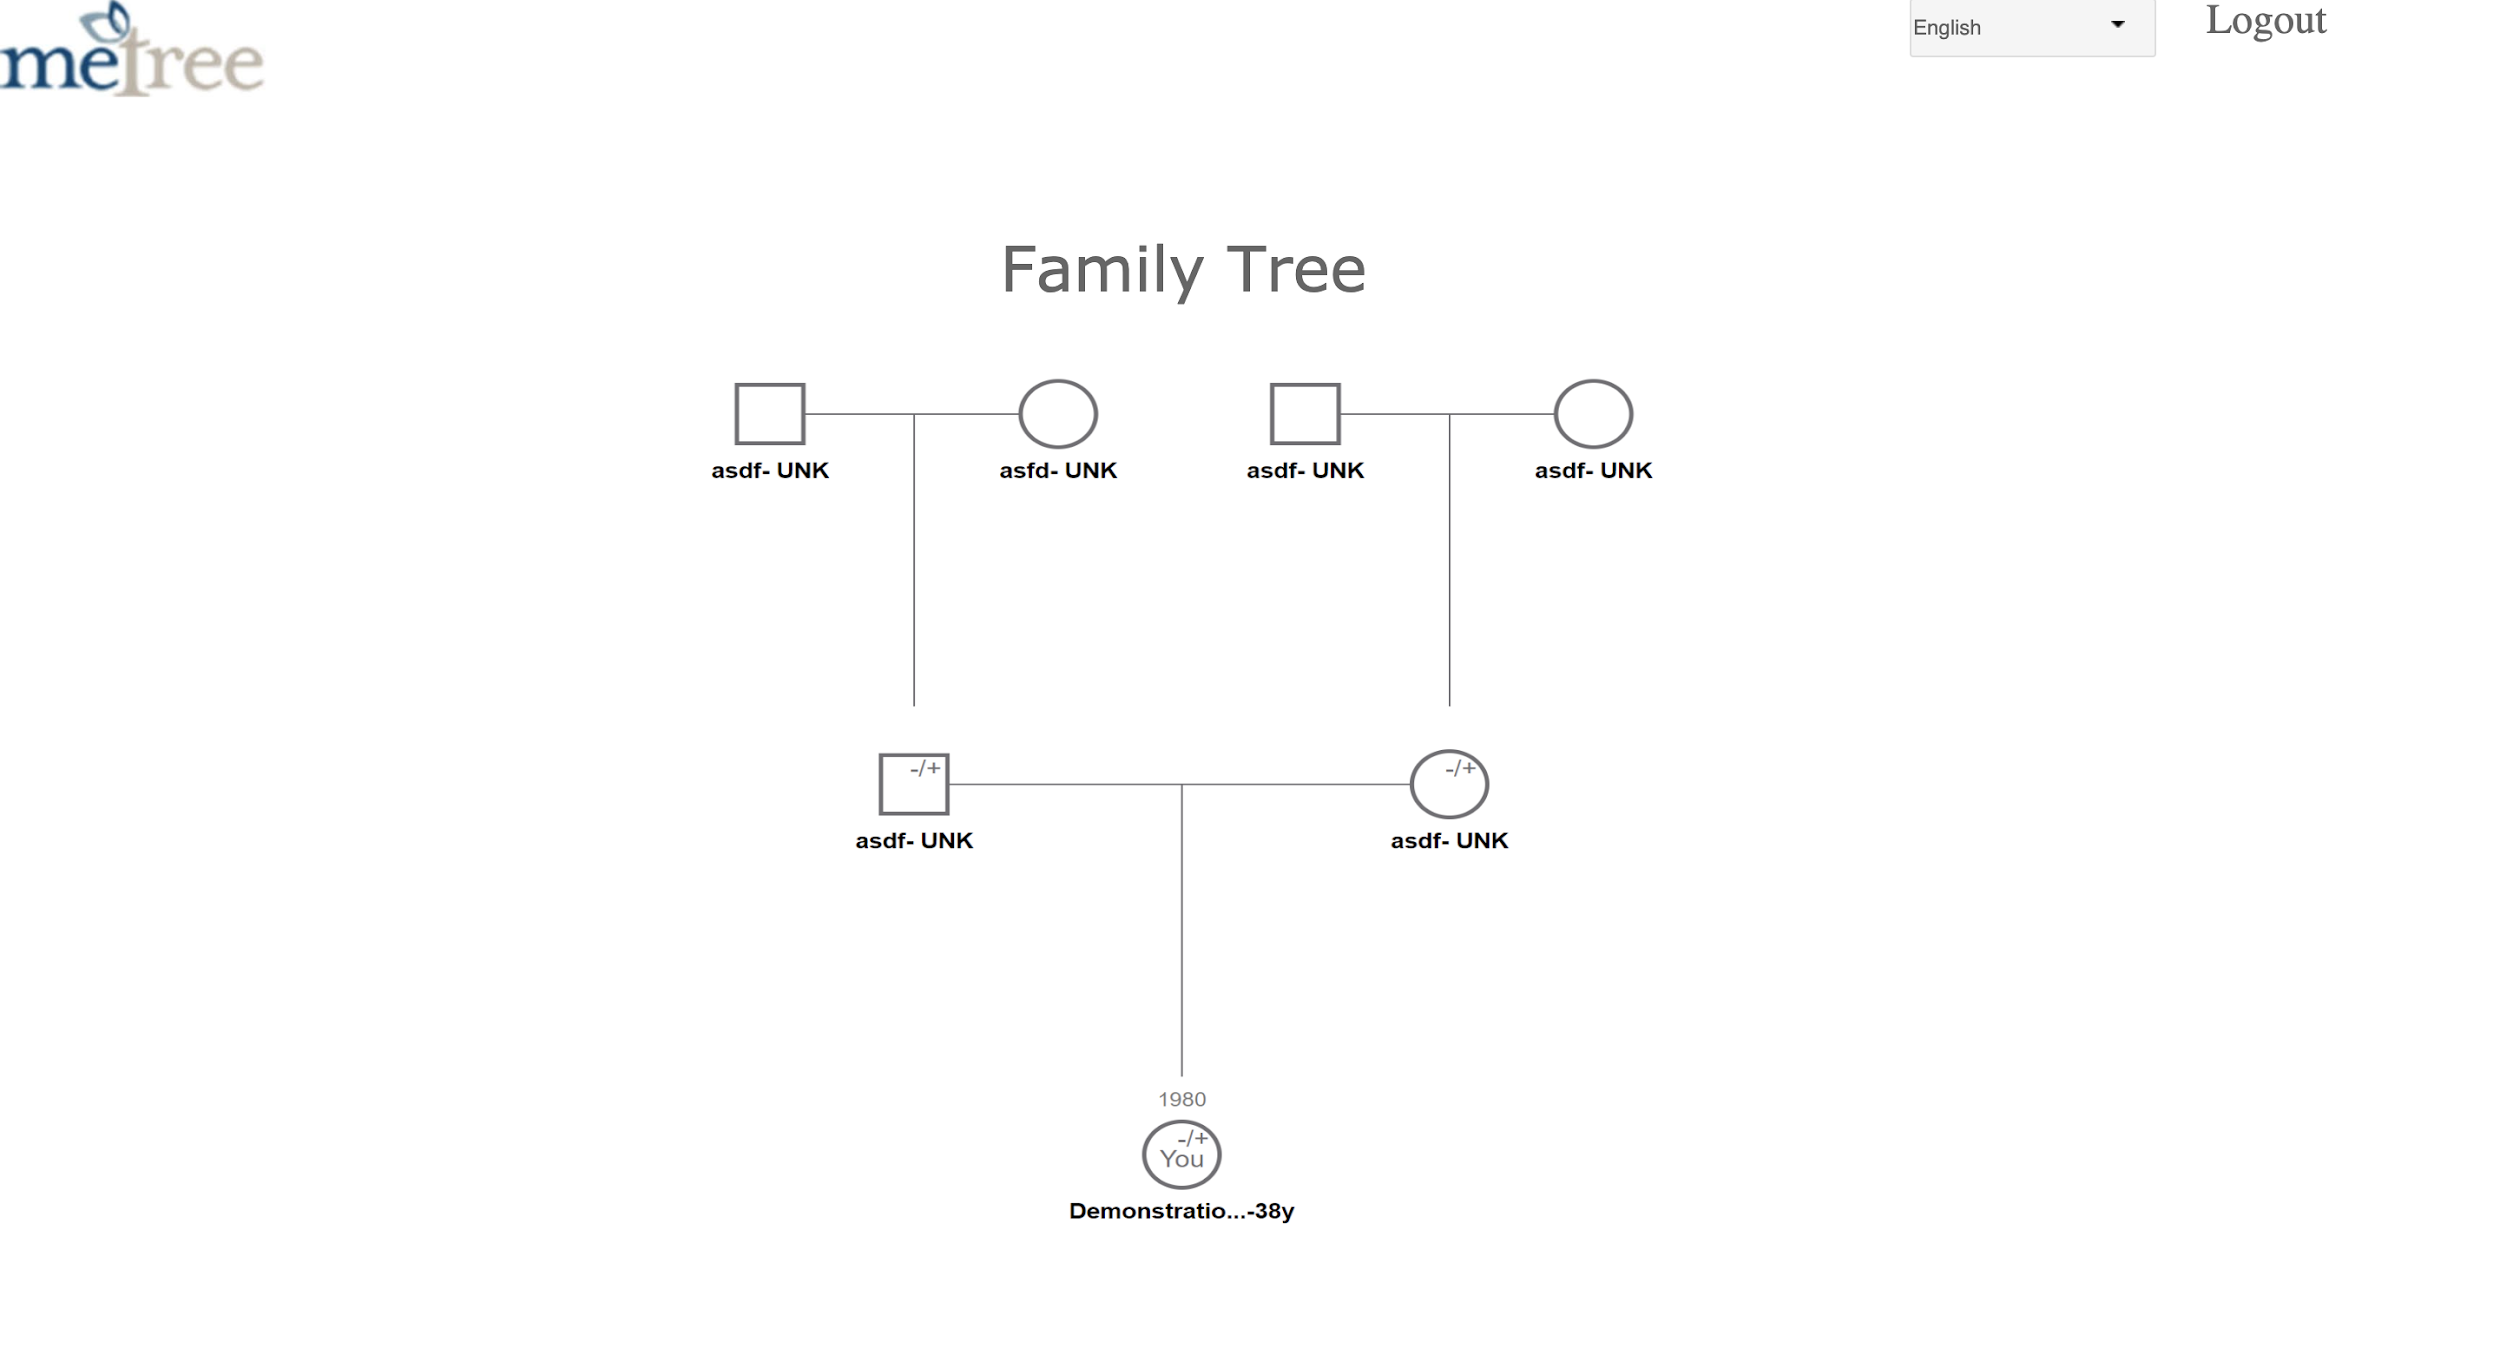 metree
English
Logout
Family Tree
asdf- UNK
asfd- UNK
asdf- UNK
asdf- UNK
-/+
-/+
asdf- UNK
asdf- UNK
1980
-/+
You
Demonstratio...-38y